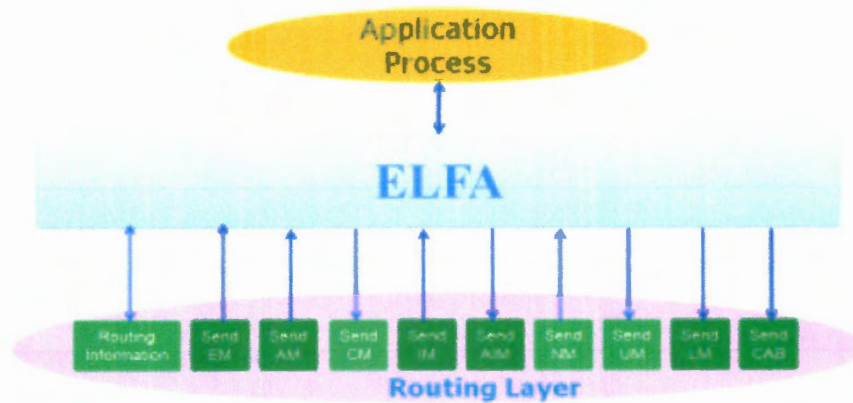 Application
Process
ELFA
Routing
Information
Send
EM
Send
AM
Send
CM
Send
IM
Send
AIM
Send
NM
Send
UM
Send
LM
Send
CAB
Routing Layer